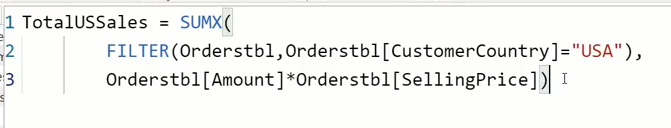 1 TotalUSSales = SUMX(
2 FILTER(Orderstbl,Orderstbl[CustomerCountry]="USA"),
3 Orderstbl[Amount]*Orderstbl[SellingPrice])